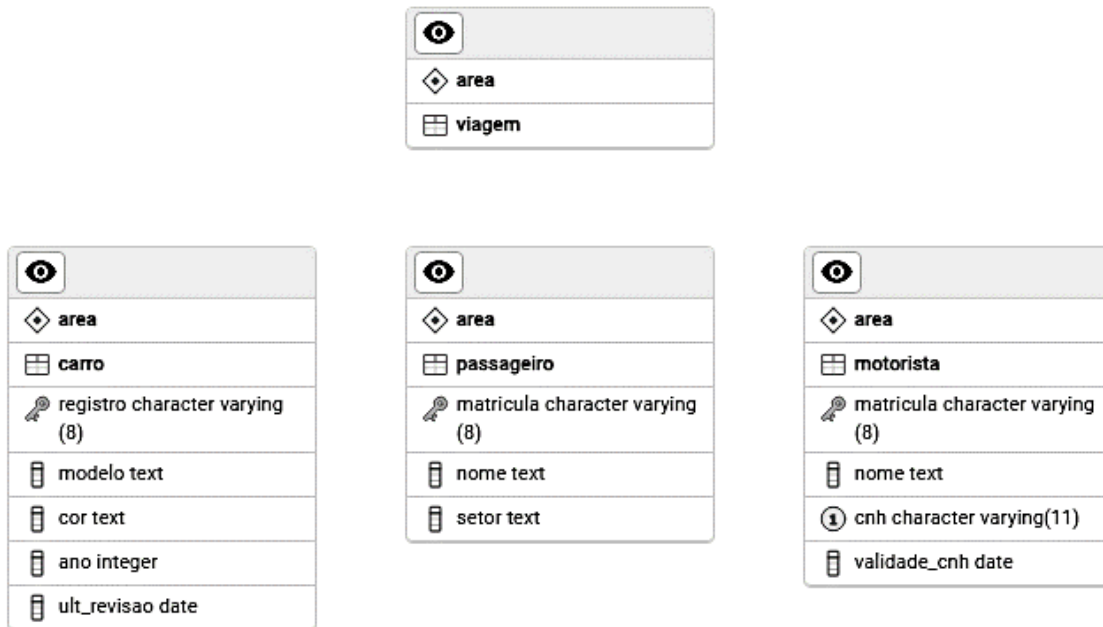 area
viagem
area
carro
registro character varying
(8)
modelo text
cor text
ano integer
ult_revisao date
area
passageiro
matricula character varying
(8)
nome text
setor text
area
motorista
matricula character varying
(8)
nome text
1 cnh character varying(11)
validade_cnh date